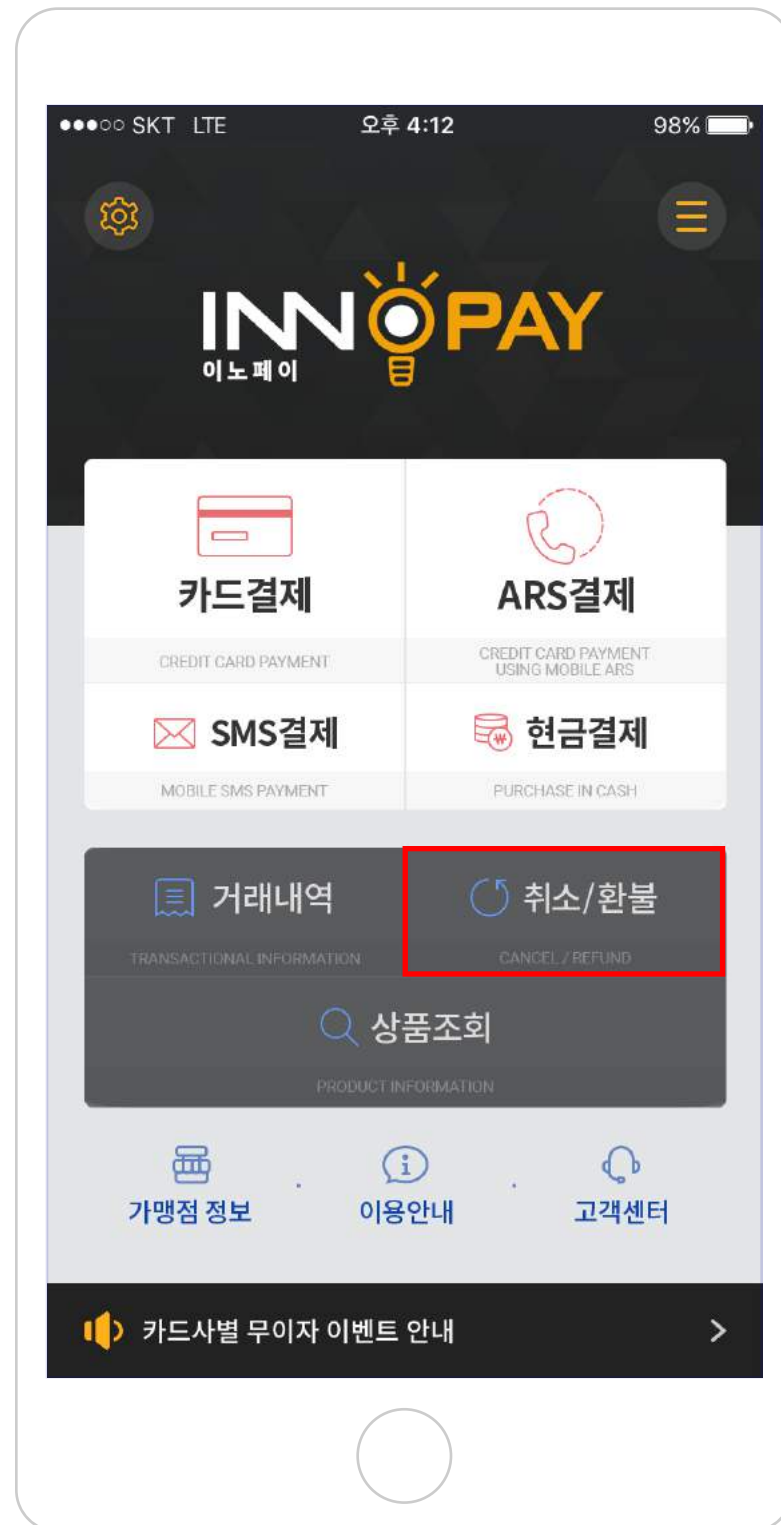 SKT LTE 오후 4:12 98%
INNOPAY
이노페이
카드결제 ARS결제
CREDIT CARD PAYMENT CREDIT CARD PAYMENT
USING MOBILE ARS
SMS결제 현금결제
MOBILE SMS PAYMENT PURCHASE IN CASH
거래내역 취소/환불
TRANSACTIONAL INFORMATION CANCEL / REFUND
상품조회
PRODUCT INFORMATION
가맹점 정보 · 이용안내 · 고객센터
카드사별 무이자 이벤트 안내 >